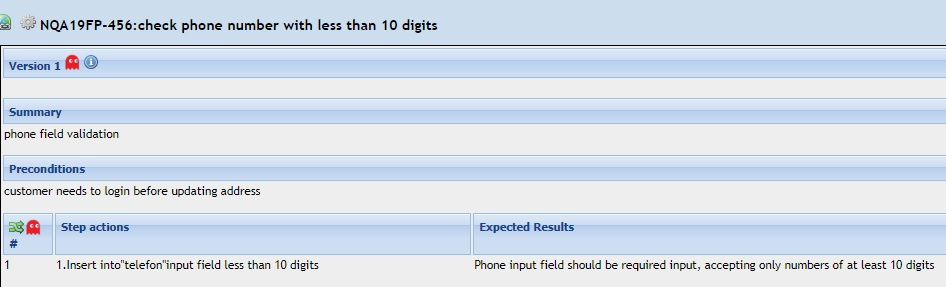 NQA19FP-456:check phone number with less than 10 digits
Version 1
Summary
phone field validation
Preconditions
customer needs to login before updating address
# Step actions Expected Results
1 1.Insert into"telefon"input field less than 10 digits Phone input field should be required input, accepting only numbers of at least 10 digits